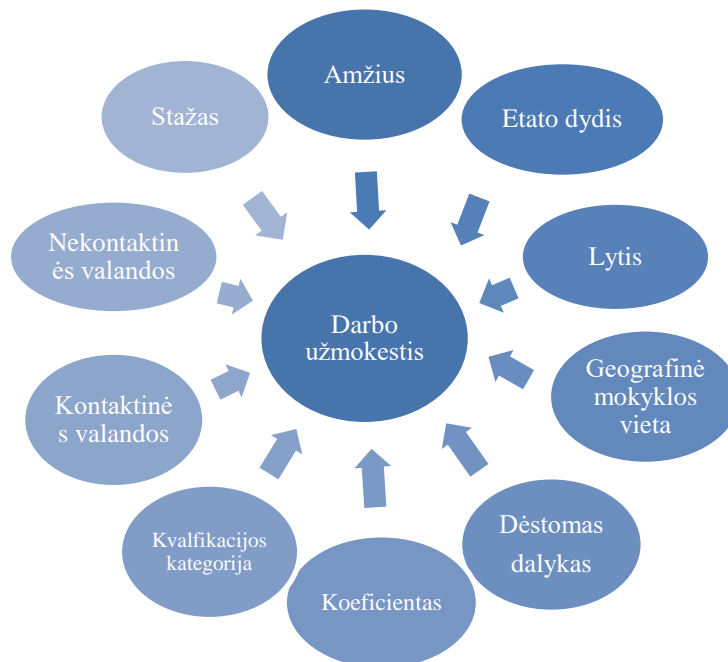 Amžius
Etato dydis
Lytis
Geografinė
mokyklos
vieta
Dėstomas
dalykas
Koeficientas
Kvalfikacijos
kategorija
Kontaktinė
s valandos
Nekontaktin
ės valandos
Stažas
Darbo
užmokestis